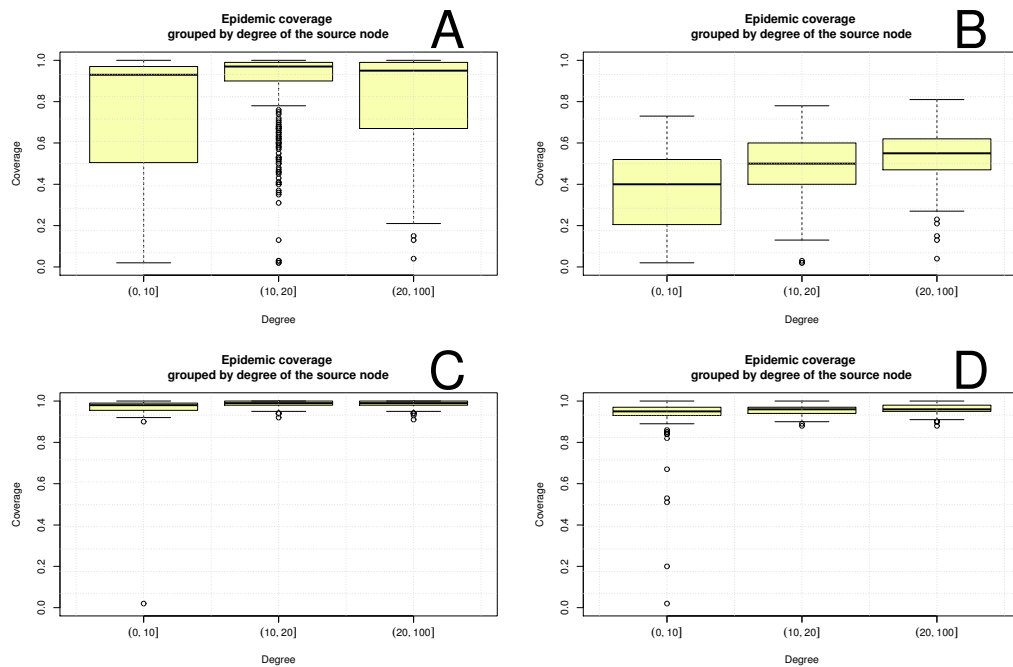 Epidemic coverage
grouped by degree of the source node
A
Coverage
1.0
0.8
0.6
0.4
0.2
0.0
(0, 10]
(10, 20]
(20, 100]
Degree
Epidemic coverage
grouped by degree of the source node
B
Coverage
1.0
0.8
0.6
0.4
0.2
0.0
(0, 10]
(10, 20]
(20, 100]
Degree
Epidemic coverage
grouped by degree of the source node
C
Coverage
1.0
0.8
0.6
0.4
0.2
0.0
(0, 10]
(10, 20]
(20, 100]
Degree
Epidemic coverage
grouped by degree of the source node
D
Coverage
1.0
0.8
0.6
0.4
0.2
0.0
(0, 10]
(10, 20]
(20, 100]
Degree